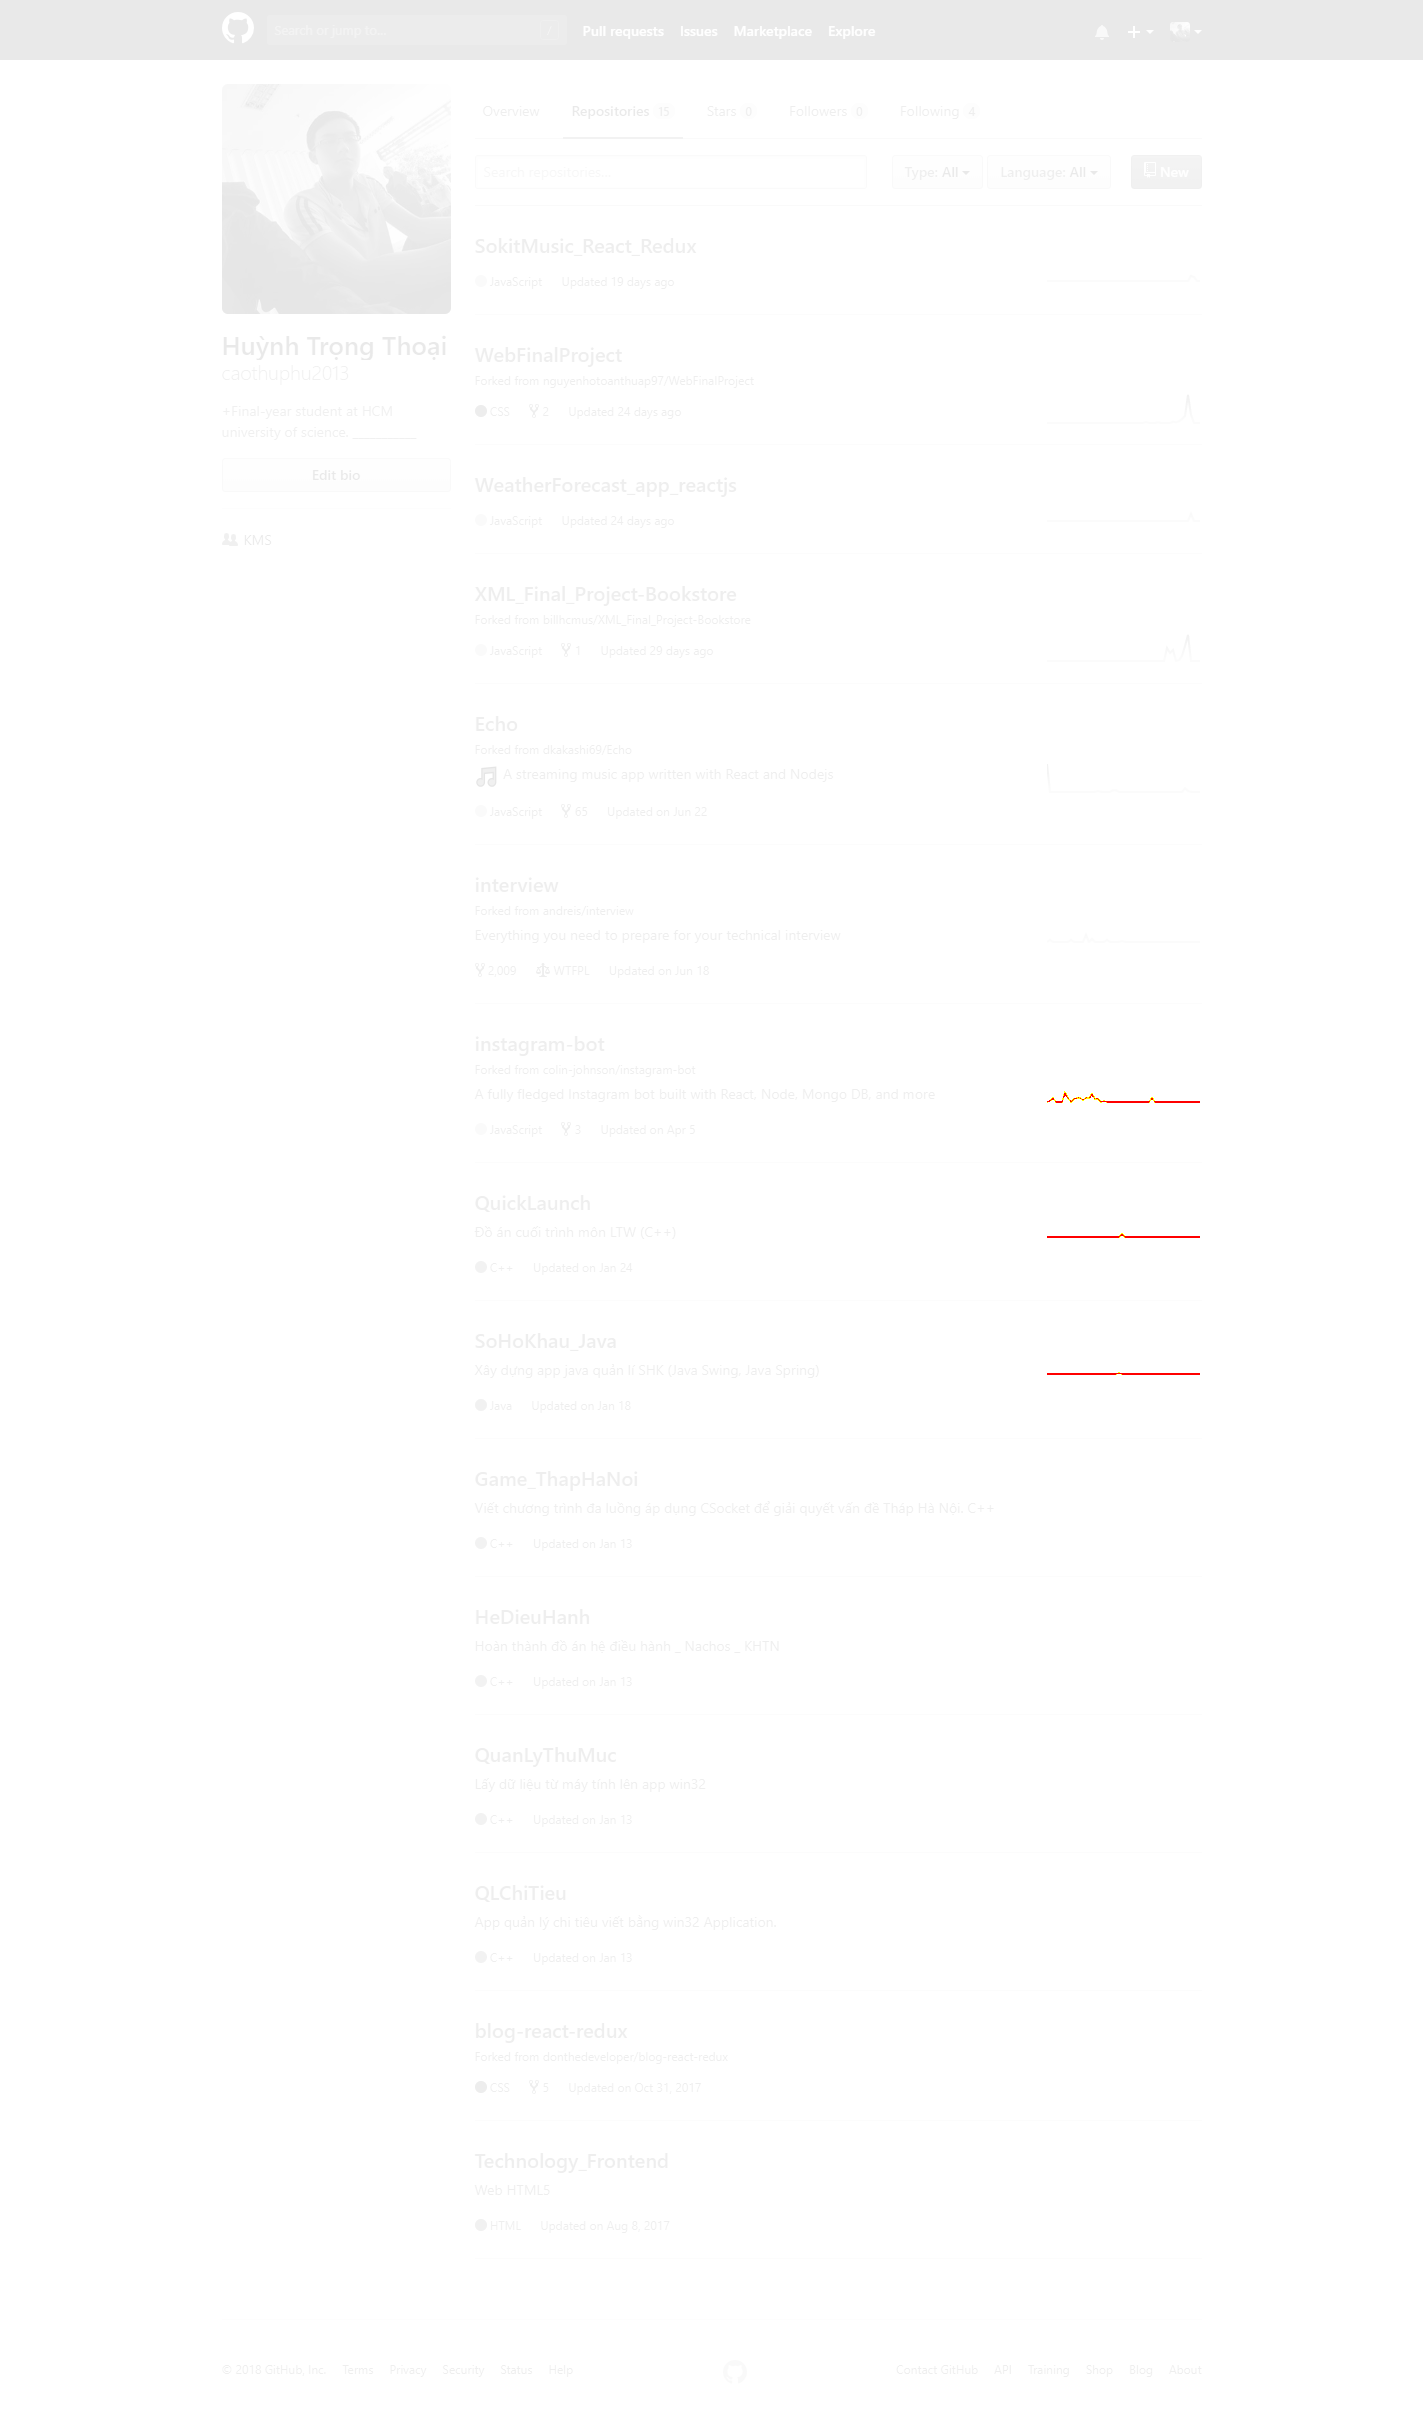 Search or jump to... /
Pull requests Issues Marketplace Explore
Overview Repositories 15 Stars 0 Followers 0 Following 4
Search repositories... Type: All Language: All New
Huỳnh Trọng Thoại
caothuphu2013
+Final-year student at HCM
university of science. __________
Edit bio
KMS
SokitMusic_React_Redux
JavaScript Updated 19 days ago
WebFinalProject
Forked from nguyenhotoanthuap97/WebFinalProject
CSS 2 Updated 24 days ago
WeatherForecast_app_reactjs
JavaScript Updated 24 days ago
XML_Final_Project-Bookstore
Forked from billhcmus/XML_Final_Project-Bookstore
JavaScript 1 Updated 29 days ago
Echo
Forked from dkakashi69/Echo
A streaming music app written with React and Nodejs
JavaScript 65 Updated on Jun 22
interview
Forked from andreis/interview
Everything you need to prepare for your technical interview
2,009 WTFPL Updated on Jun 18
instagram-bot
Forked from colin-johnson/instagram-bot
A fully fledged Instagram bot built with React, Node, Mongo DB, and more
JavaScript 3 Updated on Apr 5
QuickLaunch
Đồ án cuối trình môn LTW (C++)
C++ Updated on Jan 24
SoHoKhau_Java
Xây dựng app java quản lí SHK (Java Swing, Java Spring)
Java Updated on Jan 18
Game_ThapHaNoi
Viết chương trình đa luồng áp dụng CSocket để giải quyết vấn đề Tháp Hà Nội. C++
C++ Updated on Jan 13
HeDieuHanh
Hoàn thành đồ án hệ điều hành _ Nachos _ KHTN
C++ Updated on Jan 13
QuanLyThuMuc
Lấy dữ liệu từ máy tính lên app win32
C++ Updated on Jan 13
QLChiTieu
App quản lý chi tiêu viết bằng win32 Application.
C++ Updated on Jan 13
blog-react-redux
Forked from donthedeveloper/blog-react-redux
CSS 5 Updated on Oct 31, 2017
Technology_Frontend
Web HTML5
HTML Updated on Aug 8, 2017
© 2018 GitHub, Inc. Terms Privacy Security Status Help Contact GitHub API Training Shop Blog About